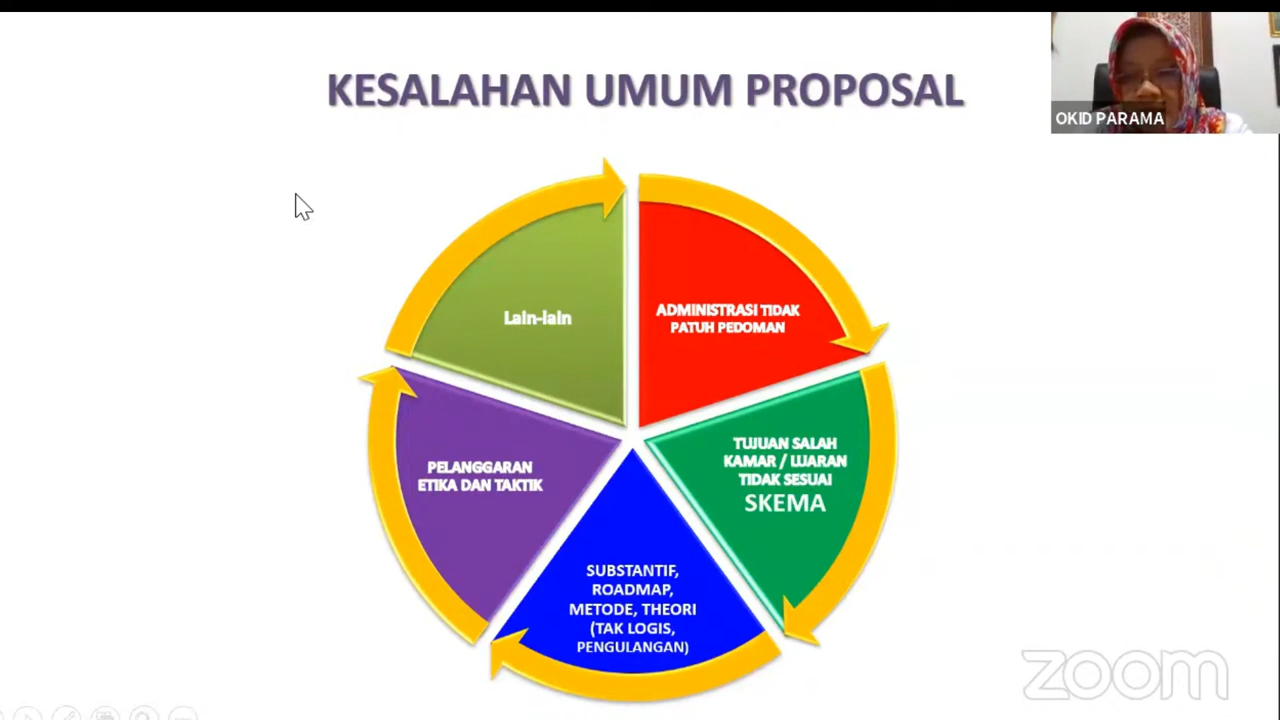 KESALAHAN UMUM PROPOSAL
OKID PARAMA
Lain-lain
ADMINISTRASI TIDAK
PATUH PEDOMAN
TUJUAN SALAH
KAMAR / LUARAN
TIDAK SESUAI
SKEMA
PELANGGARAN
ETIKA DAN TAKTIK
SUBSTANTIF,
ROADMAP,
METODE, THEORI
(TAK LOGIS,
PENGULANGAN)
zoom